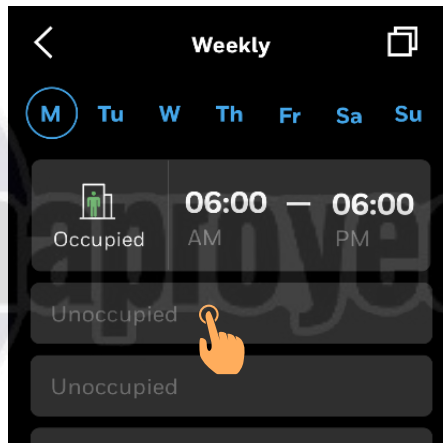 Weekly
M Tu W Th Fr Sa Su
06:00 — 06:00
Occupied AM PM
Unoccupied
Unoccupied